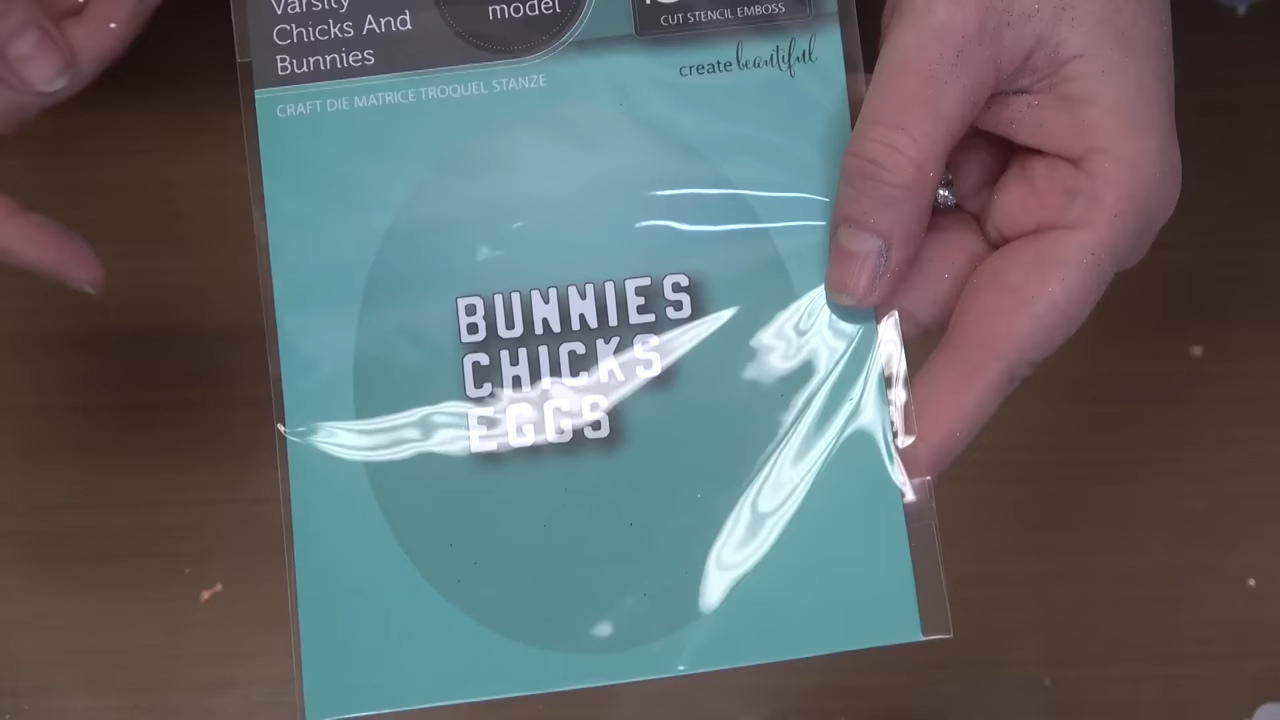 Varsity
Chicks And
Bunnies
model
CUT STENCIL EMBOSS
create beautiful
CRAFT DIE MATRICE TROQUEL STANZE
BUNNIES
CHICKS
EGGS